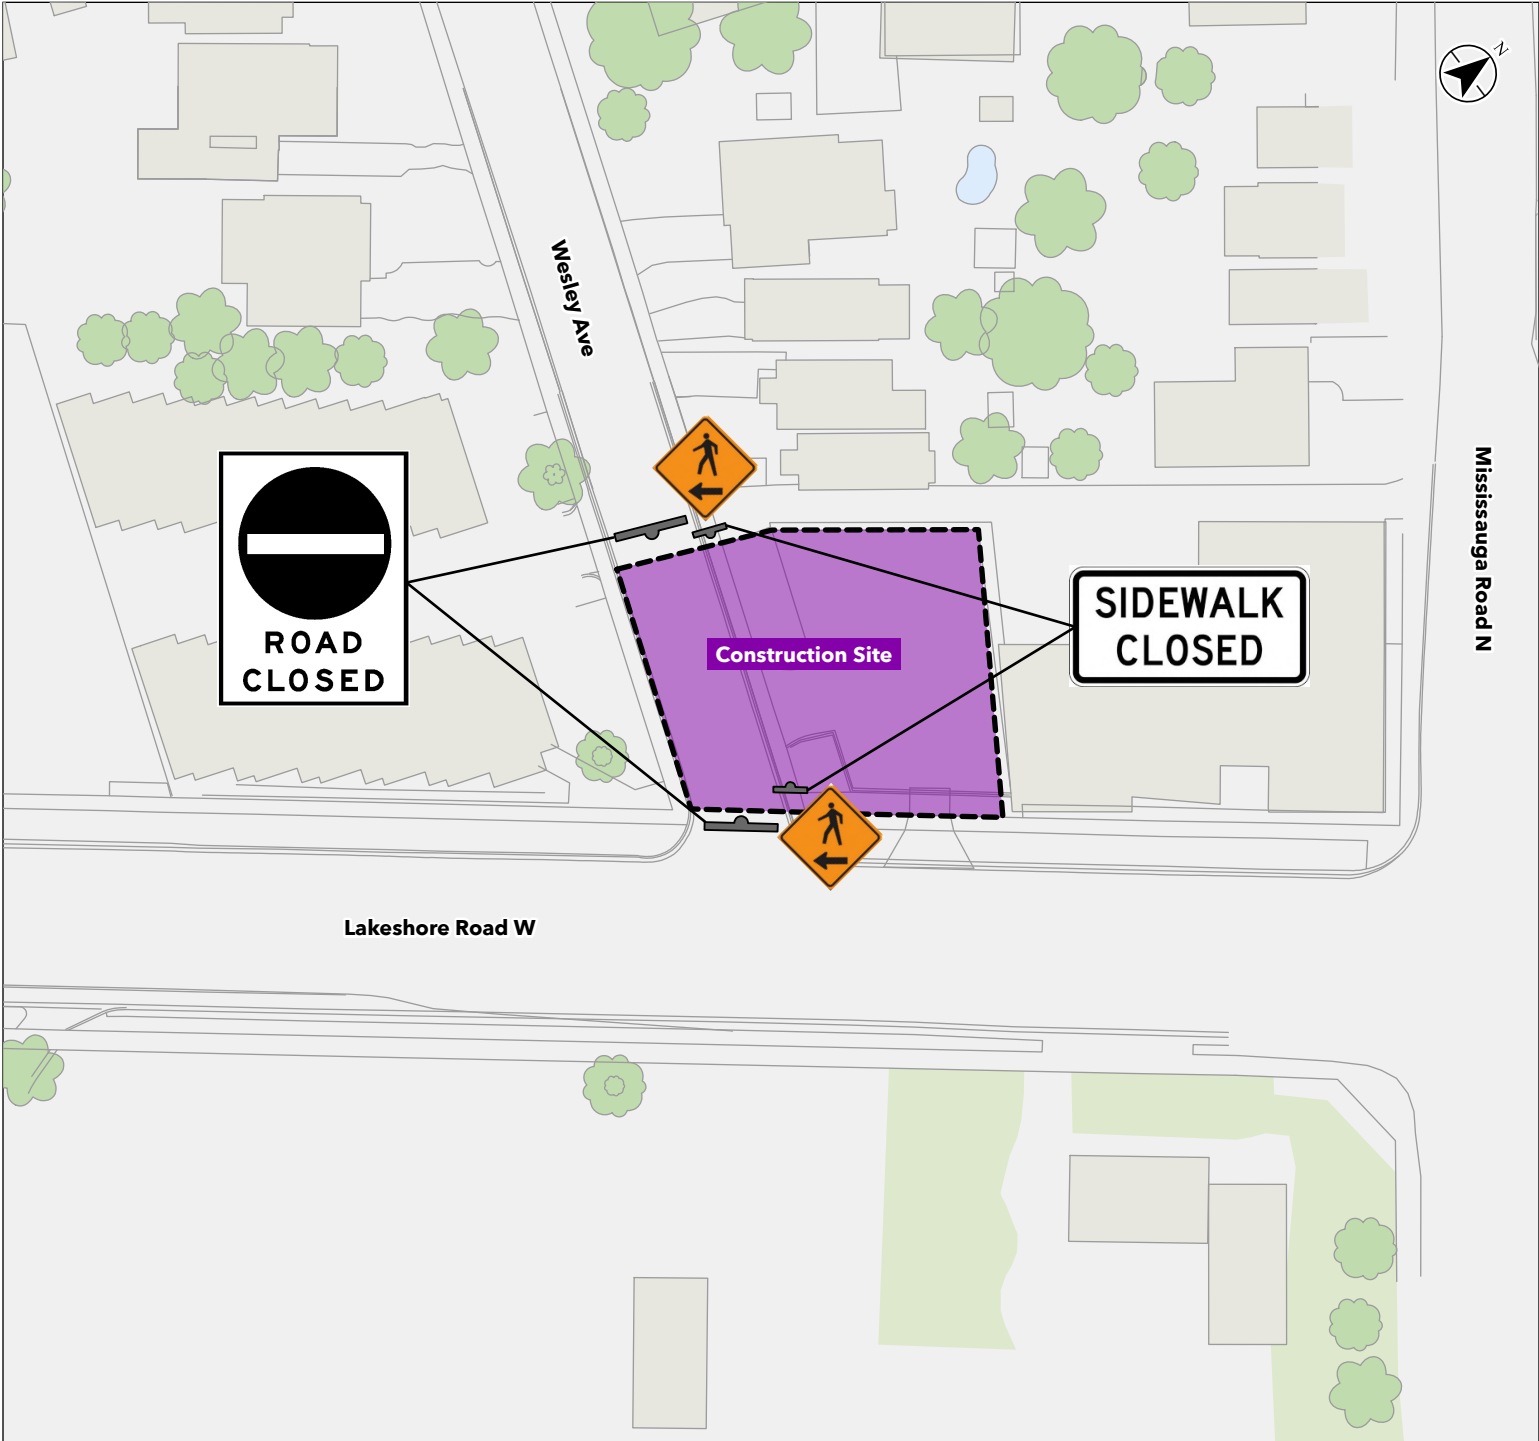 N
Wesley Ave
Mississauga Road N
ROAD
CLOSED
SIDEWALK
CLOSED
Construction Site
Lakeshore Road W